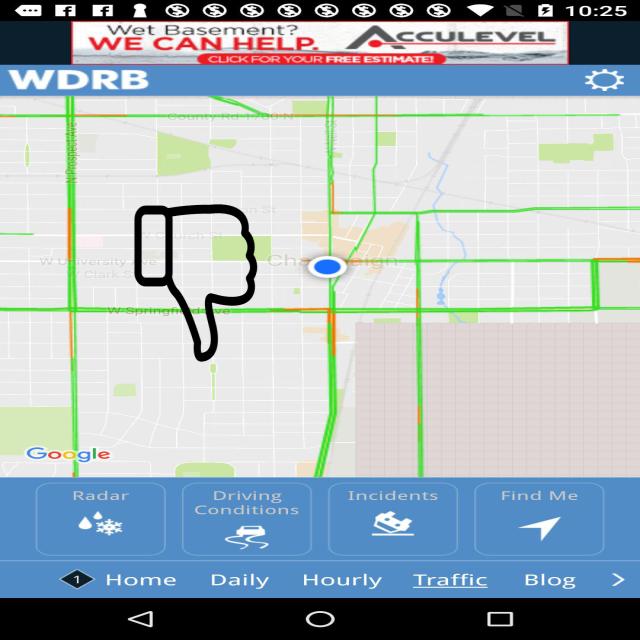 10:25
Wet Basement?
WE CAN HELP.
ACCULEVEL
CLICK FOR YOUR FREE ESTIMATE!
WDRB
County Rd 1700 N
N Prospect Ave
St
W University Ave
W Clark St
Champaign
W Springfield Ave
Google
Radar
Driving
Conditions
Incidents
Find Me
1
Home
Daily
Hourly
Traffic
Blog